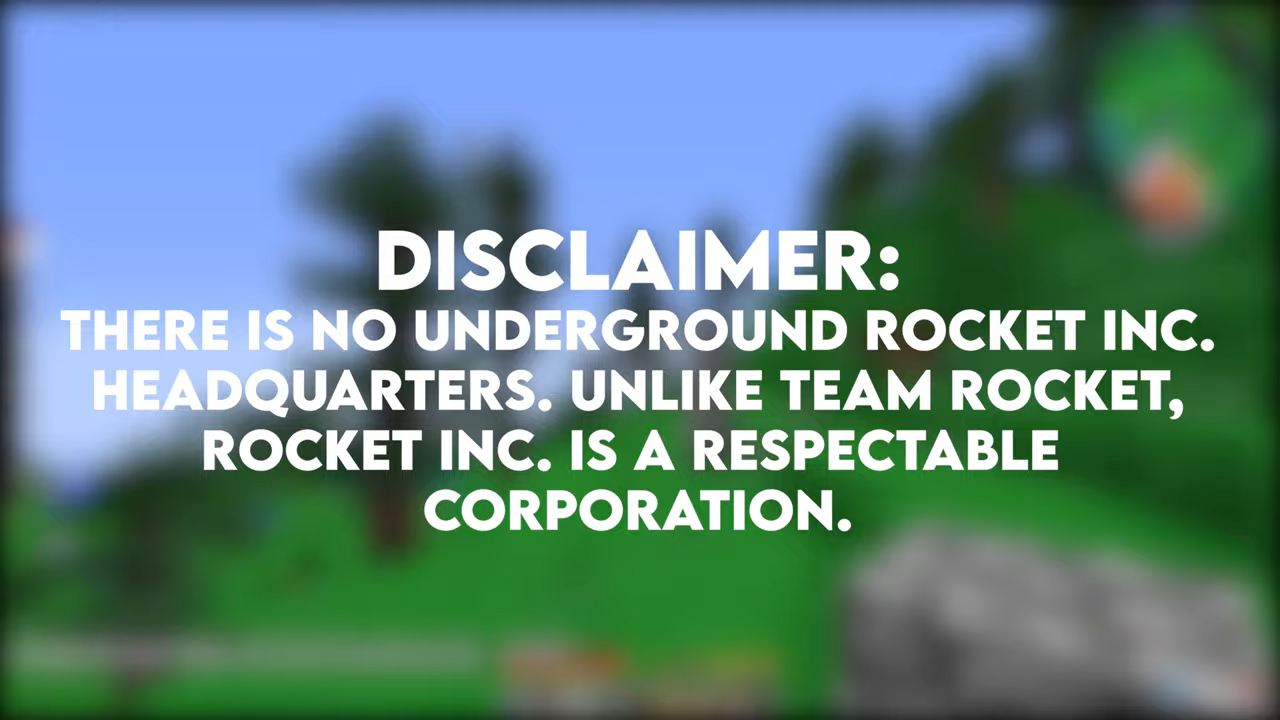 DISCLAIMER:
THERE IS NO UNDERGROUND ROCKET INC.
HEADQUARTERS. UNLIKE TEAM ROCKET,
ROCKET INC. IS A RESPECTABLE
CORPORATION.